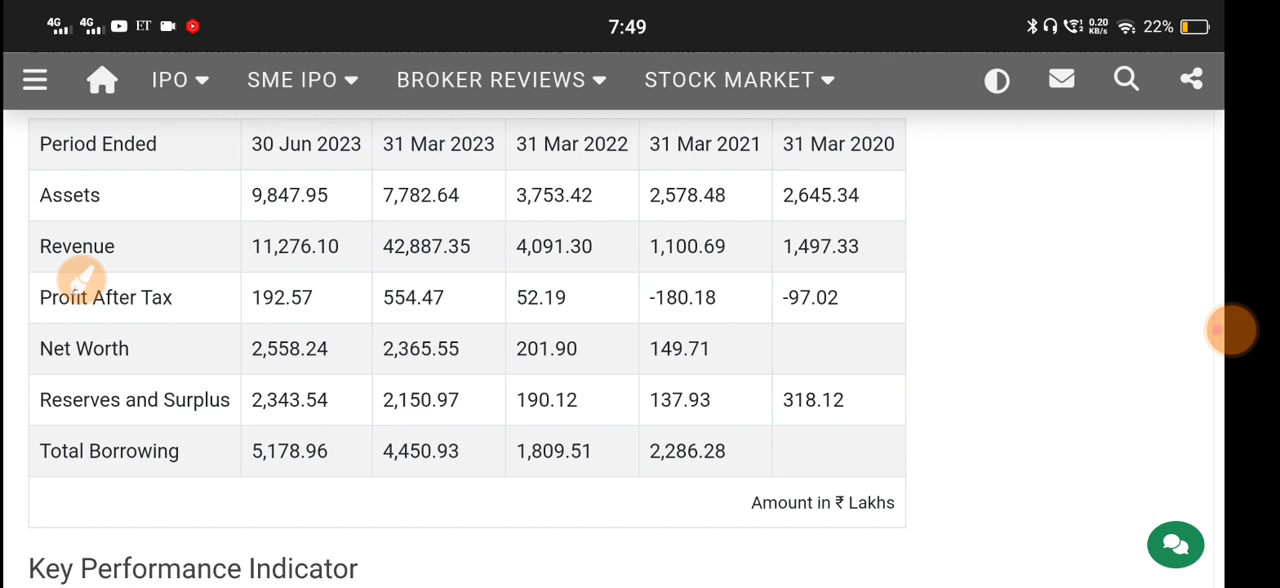 4G 4G ET 7:49 0.20 KB/s 22%
IPO SME IPO BROKER REVIEWS STOCK MARKET
Period Ended 30 Jun 2023 31 Mar 2023 31 Mar 2022 31 Mar 2021 31 Mar 2020
Assets 9,847.95 7,782.64 3,753.42 2,578.48 2,645.34
Revenue 11,276.10 42,887.35 4,091.30 1,100.69 1,497.33
Profit After Tax 192.57 554.47 52.19 -180.18 -97.02
Net Worth 2,558.24 2,365.55 201.90 149.71
Reserves and Surplus 2,343.54 2,150.97 190.12 137.93 318.12
Total Borrowing 5,178.96 4,450.93 1,809.51 2,286.28
Amount in ₹ Lakhs
Key Performance Indicator